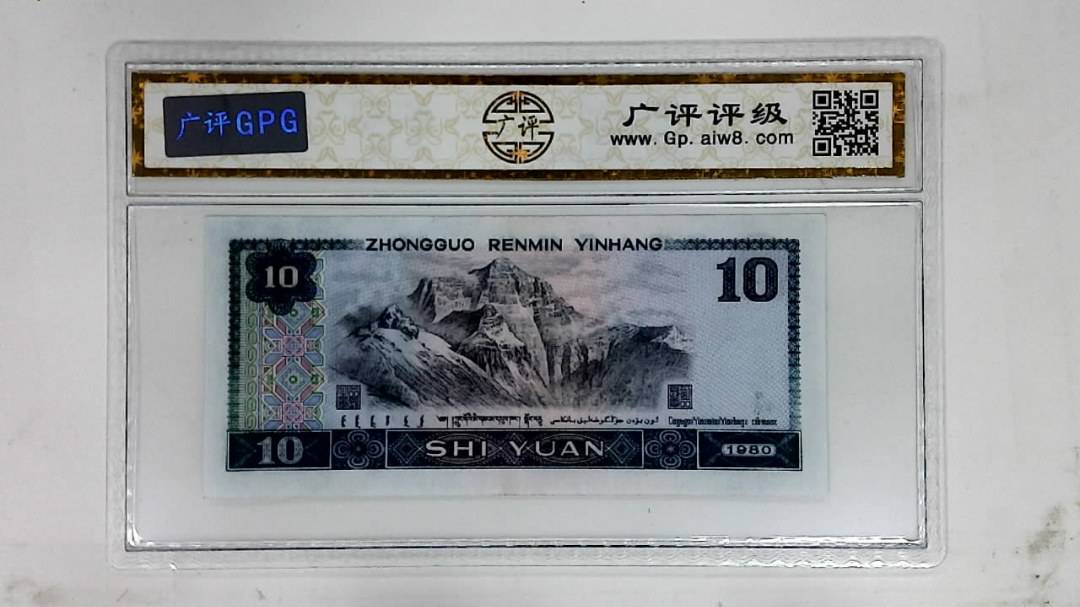 广评GPG
广评
广评评级
www.Gp.aiw8.com
ZHONGGUO RENMIN YINHANG
10
10
10
SHI YUAN
1980